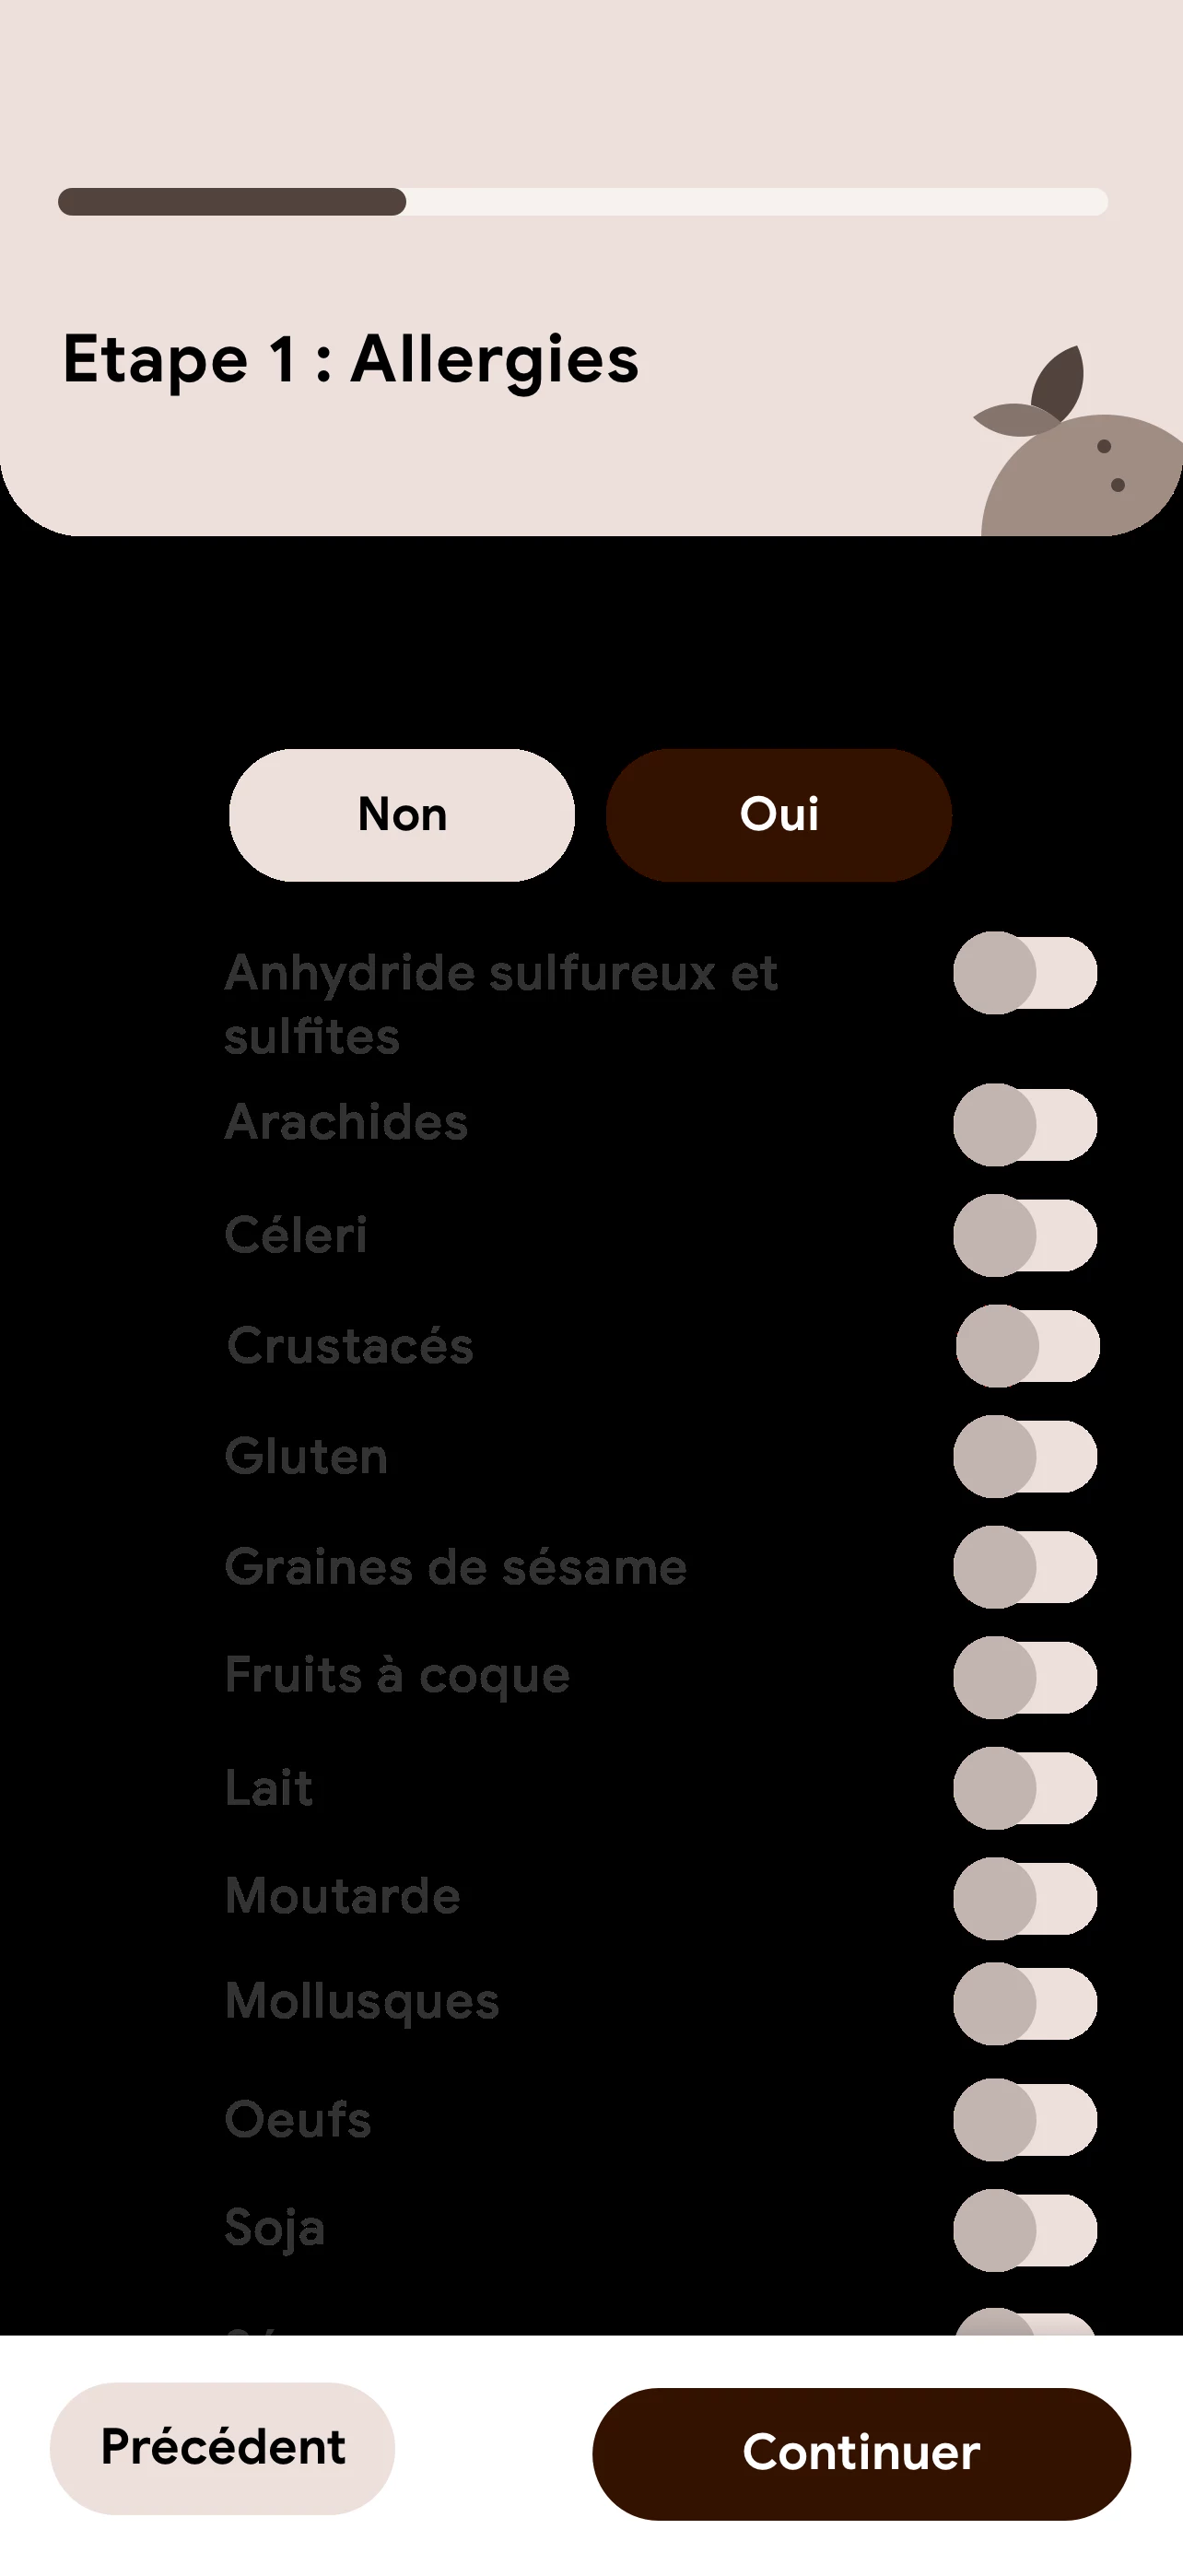 Etape 1 : Allergies
Non
Oui
Anhydride sulfureux et
sulfites
Arachides
Céleri
Crustacés
Gluten
Graines de sésame
Fruits à coque
Lait
Moutarde
Mollusques
Oeufs
Soja
Précédent
Continuer